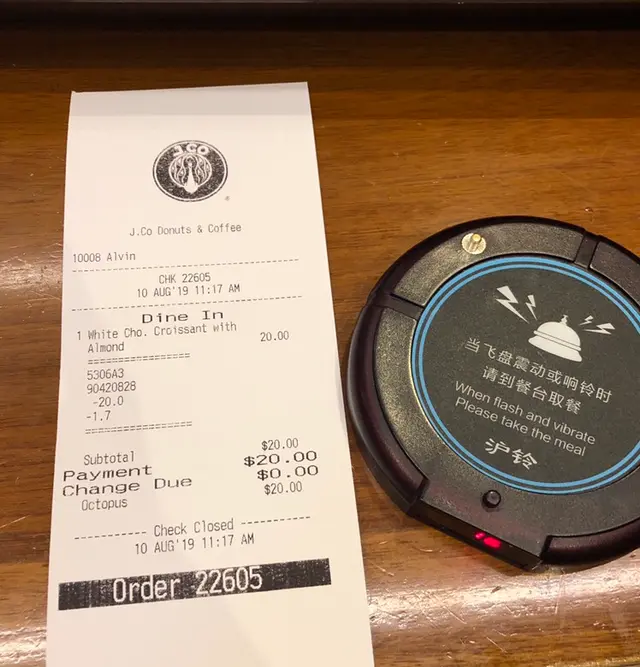 J.CO
J.Co Donuts & Coffee
10008 Alvin
CHK 22605
10 AUG'19 11:17 AM
Dine In
1 White Cho. Croissant with
Almond 20.00
==================
5306A3
90420828
-20.0
-1.7
==================
Subtotal $20.00
Payment $20.00
Change Due $0.00
Octopus $20.00
---------- Check Closed ----------
10 AUG'19 11:17 AM
Order 22605
当飞盘震动或响铃时
请到餐台取餐
When flash and vibrate
Please take the meal
沪铃